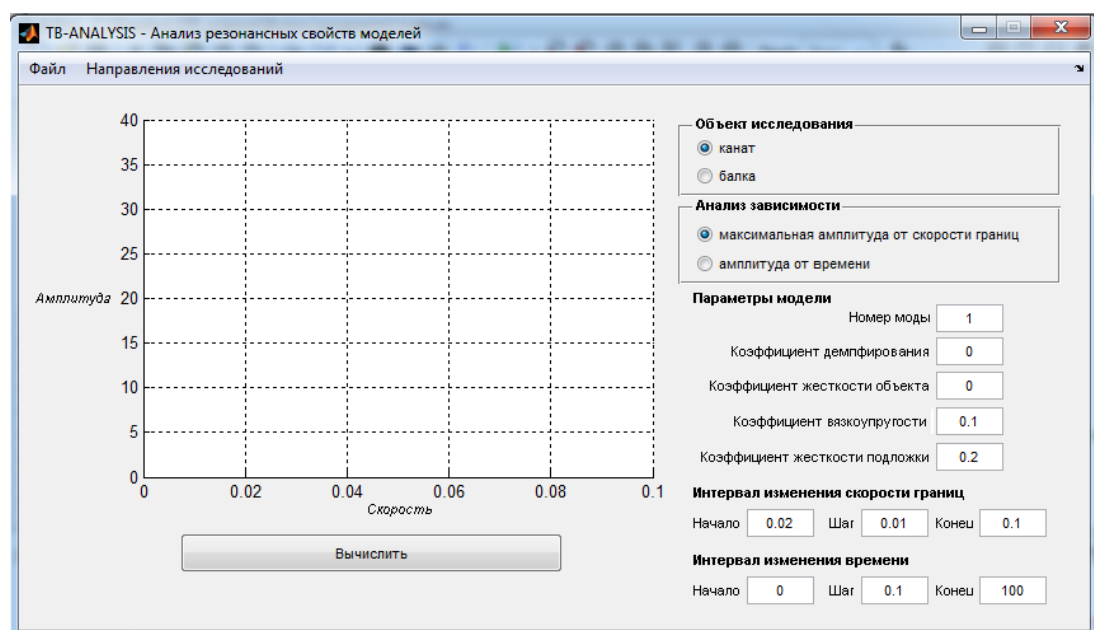 TB-ANALYSIS - Анализ резонансных свойств моделей
Файл Направления исследований
40
35
30
25
Амплитуда 20
15
10
5
0
0 0.02 0.04 0.06 0.08 0.1
Скорость
Вычислить
Объект исследования
канат
балка
Анализ зависимости
максимальная амплитуда от скорости границ
амплитуда от времени
Параметры модели
Номер моды 1
Коэффициент демпфирования 0
Коэффициент жесткости объекта 0
Коэффициент вязкоупругости 0.1
Коэффициент жесткости подложки 0.2
Интервал изменения скорости границ
Начало 0.02 Шаг 0.01 Конец 0.1
Интервал изменения времени
Начало 0 Шаг 0.1 Конец 100